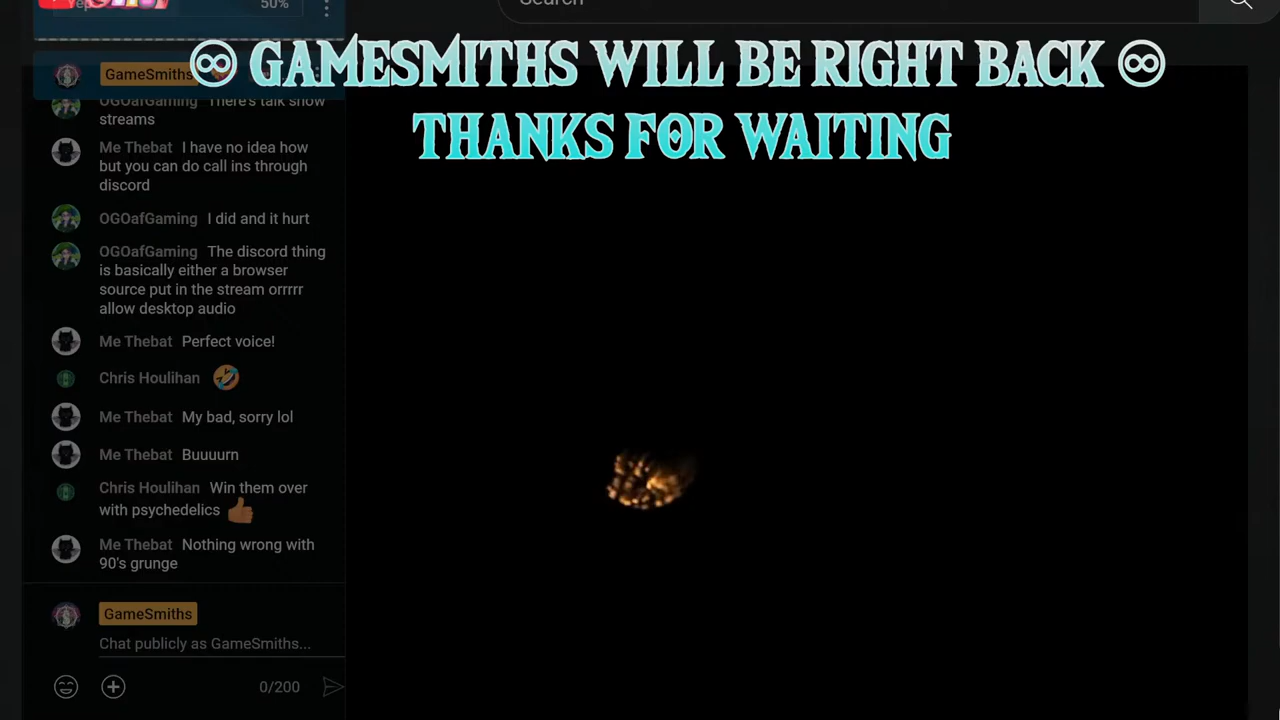 Yep
50%
Search
♾ GAMESMITHS WILL BE RIGHT BACK ♾
THANKS FOR WAITING
GameSmiths
OGOafGaming There's talk show
streams
Me Thebat I have no idea how
but you can do call ins through
discord
OGOafGaming I did and it hurt
OGOafGaming The discord thing
is basically either a browser
source put in the stream orrrrr
allow desktop audio
Me Thebat Perfect voice!
Chris Houlihan 🤣
Me Thebat My bad, sorry lol
Me Thebat Buuuurn
Chris Houlihan Win them over
with psychedelics 👍
Me Thebat Nothing wrong with
90's grunge
GameSmiths
Chat publicly as GameSmiths...
0/200